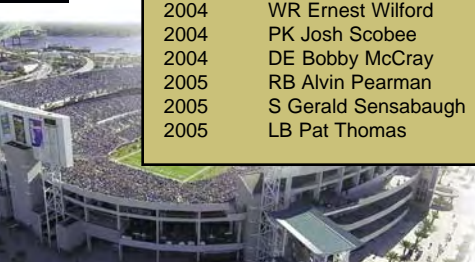 2004 WR Ernest Wilford
2004 PK Josh Scobee
2004 DE Bobby McCray
2005 RB Alvin Pearman
2005 S Gerald Sensabaugh
2005 LB Pat Thomas